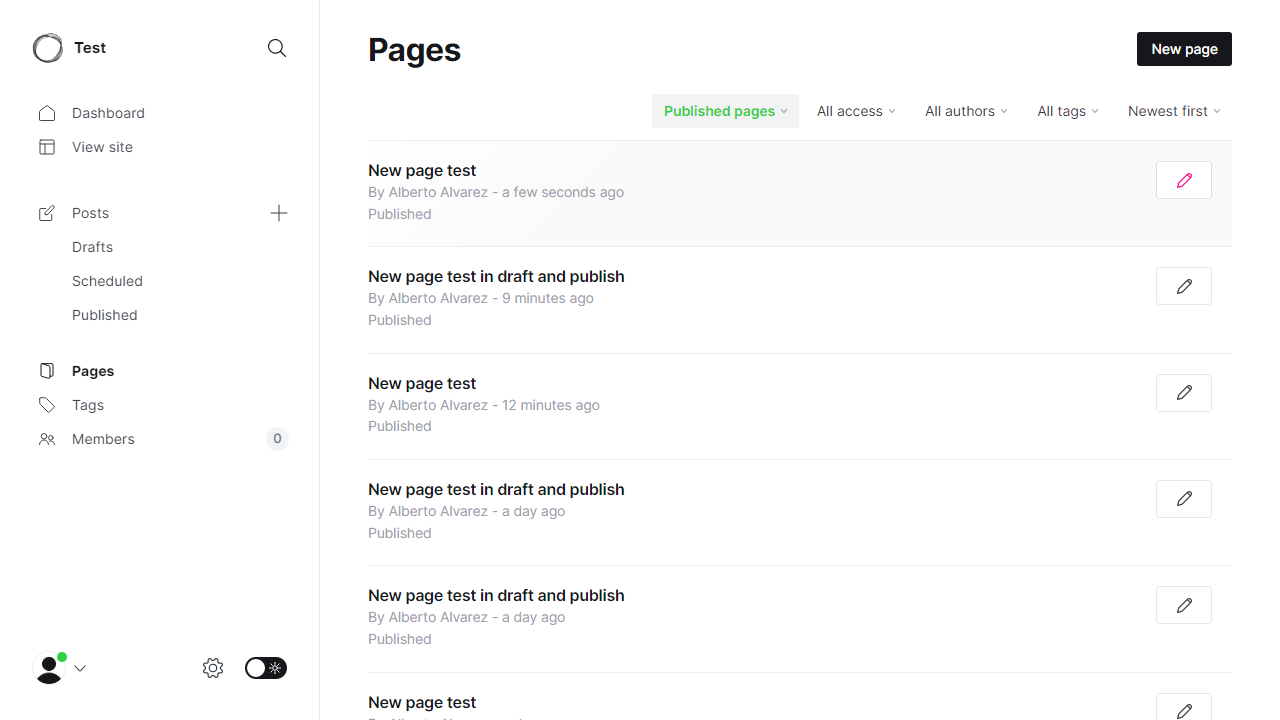 Test
Dashboard
View site
Posts
Drafts
Scheduled
Published
Pages
Tags
Members
0
Pages
New page
Published pages
All access
All authors
All tags
Newest first
New page test
By Alberto Alvarez - a few seconds ago
Published
New page test in draft and publish
By Alberto Alvarez - 9 minutes ago
Published
New page test
By Alberto Alvarez - 12 minutes ago
Published
New page test in draft and publish
By Alberto Alvarez - a day ago
Published
New page test in draft and publish
By Alberto Alvarez - a day ago
Published
New page test